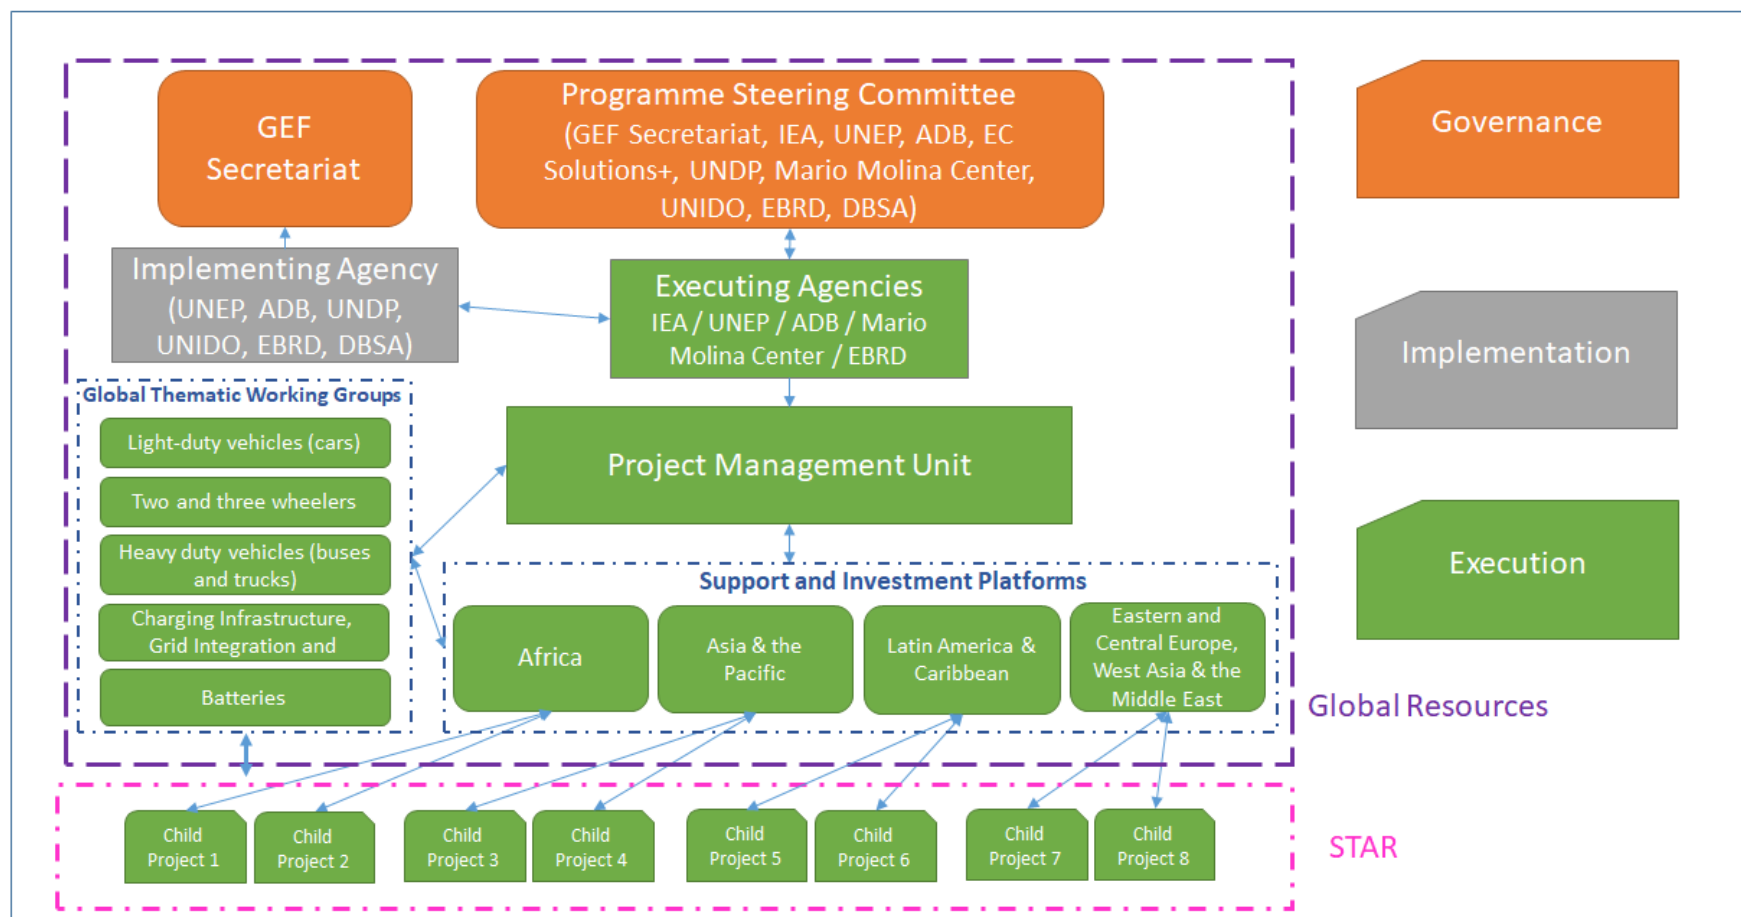 GEF
Secretariat
Programme Steering Committee
(GEF Secretariat, IEA, UNEP, ADB, EC
Solutions+, UNDP, Mario Molina Center,
UNIDO, EBRD, DBSA)
Governance
Implementing Agency
(UNEP, ADB, UNDP,
UNIDO, EBRD, DBSA)
Executing Agencies
IEA / UNEP / ADB / Mario
Molina Center / EBRD
Implementation
Global Thematic Working Groups
Light-duty vehicles (cars)
Two and three wheelers
Heavy duty vehicles (buses
and trucks)
Charging Infrastructure,
Grid Integration and
Batteries
Project Management Unit
Execution
Support and Investment Platforms
Africa
Asia & the
Pacific
Latin America &
Caribbean
Eastern and
Central Europe,
West Asia & the
Middle East
Global Resources
Child
Project 1
Child
Project 2
Child
Project 3
Child
Project 4
Child
Project 5
Child
Project 6
Child
Project 7
Child
Project 8
STAR